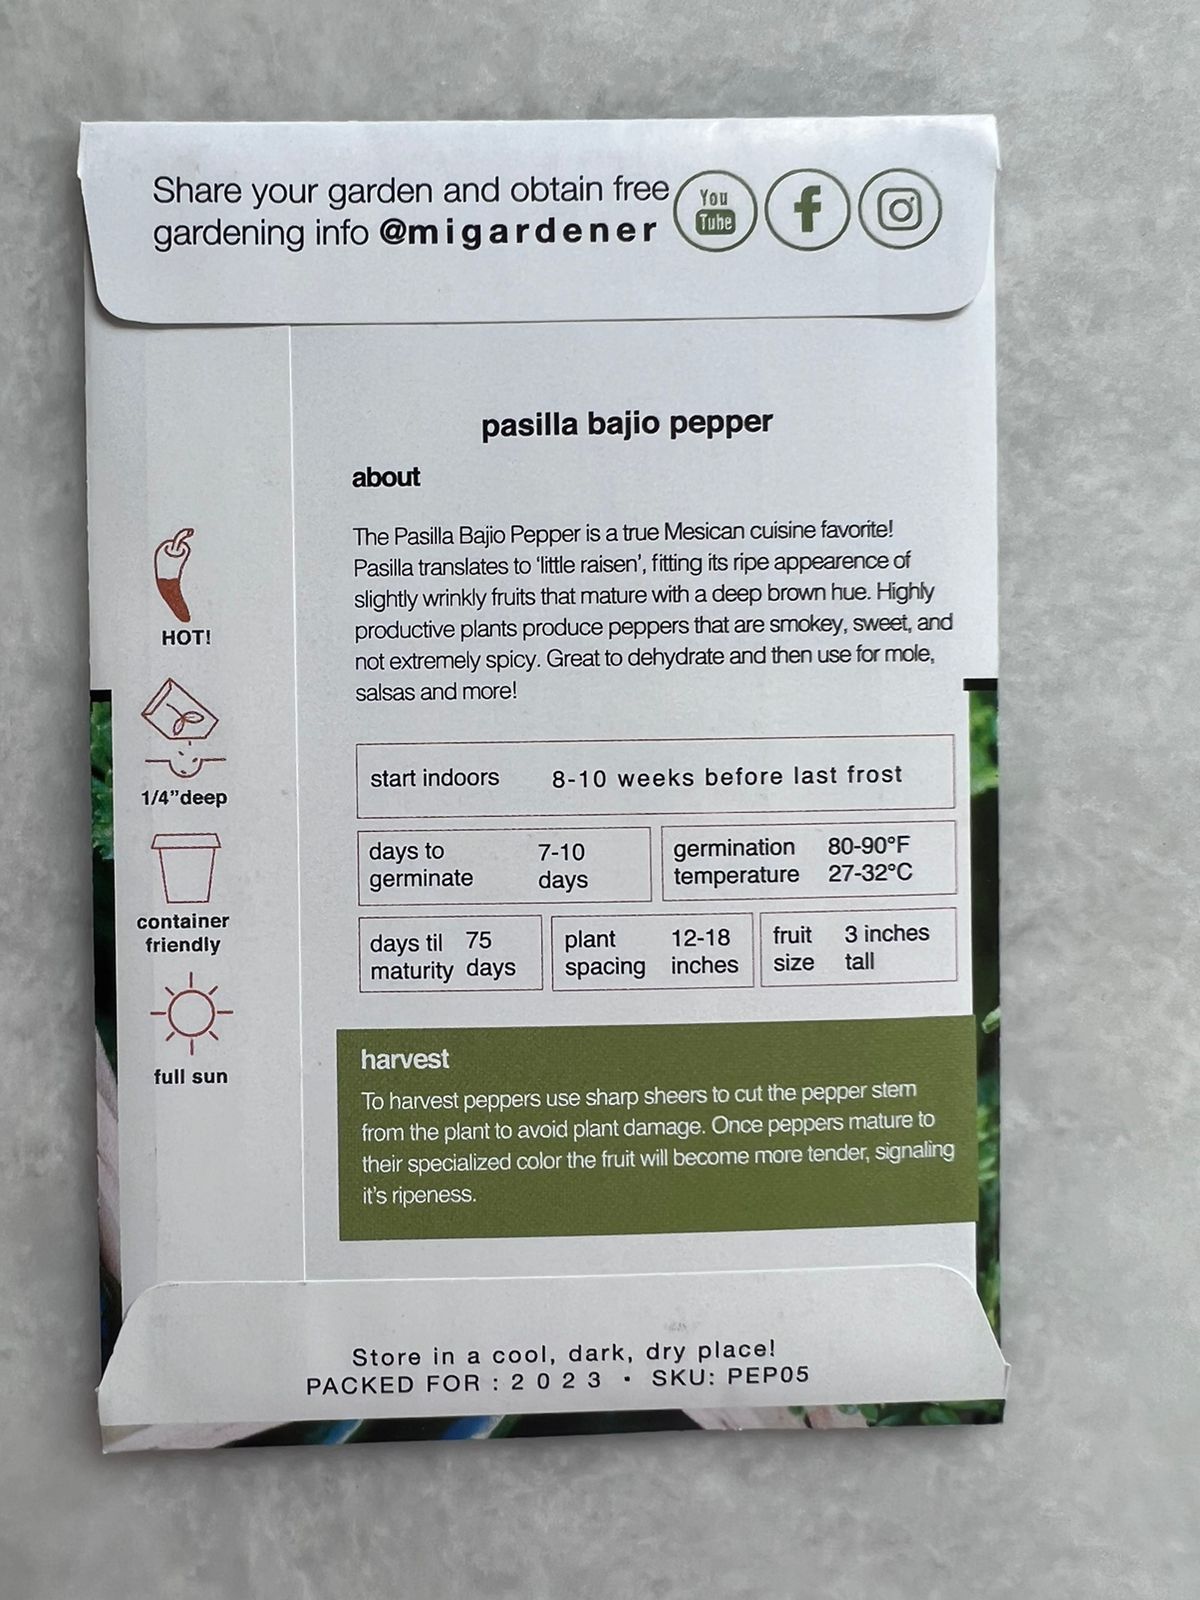 Share your garden and obtain free
gardening info @migardener
You
Tube
pasilla bajio pepper
about
The Pasilla Bajio Pepper is a true Mesican cuisine favorite!
Pasilla translates to 'little raisen', fitting its ripe appearence of
slightly wrinkly fruits that mature with a deep brown hue. Highly
productive plants produce peppers that are smokey, sweet, and
not extremely spicy. Great to dehydrate and then use for mole,
salsas and more!
HOT!
1/4”deep
container
friendly
full sun
start indoors 8-10 weeks before last frost
days to 7-10
germinate days
germination 80-90°F
temperature 27-32°C
days til 75
maturity days
plant 12-18
spacing inches
fruit 3 inches
size tall
harvest
To harvest peppers use sharp sheers to cut the pepper stem
from the plant to avoid plant damage. Once peppers mature to
their specialized color the fruit will become more tender, signaling
it's ripeness.
Store in a cool, dark, dry place!
PACKED FOR : 2 0 2 3 • SKU: PEP05